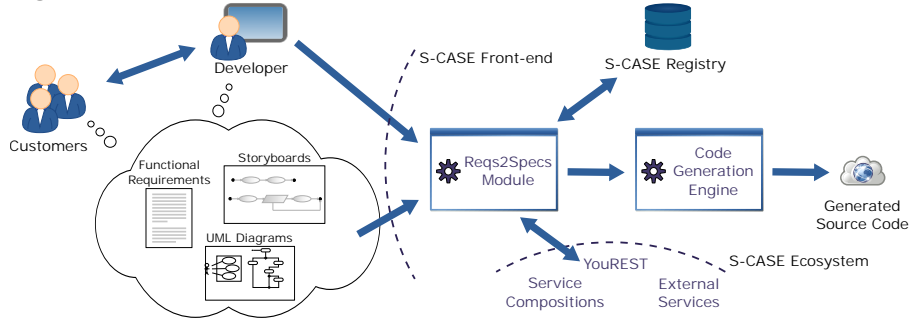 Developer
Customers
S-CASE Front-end
S-CASE Registry
Functional
Requirements
Storyboards
UML Diagrams
Reqs2Specs
Module
Code
Generation
Engine
Generated
Source Code
YouREST
Service
Compositions
External
Services
S-CASE Ecosystem